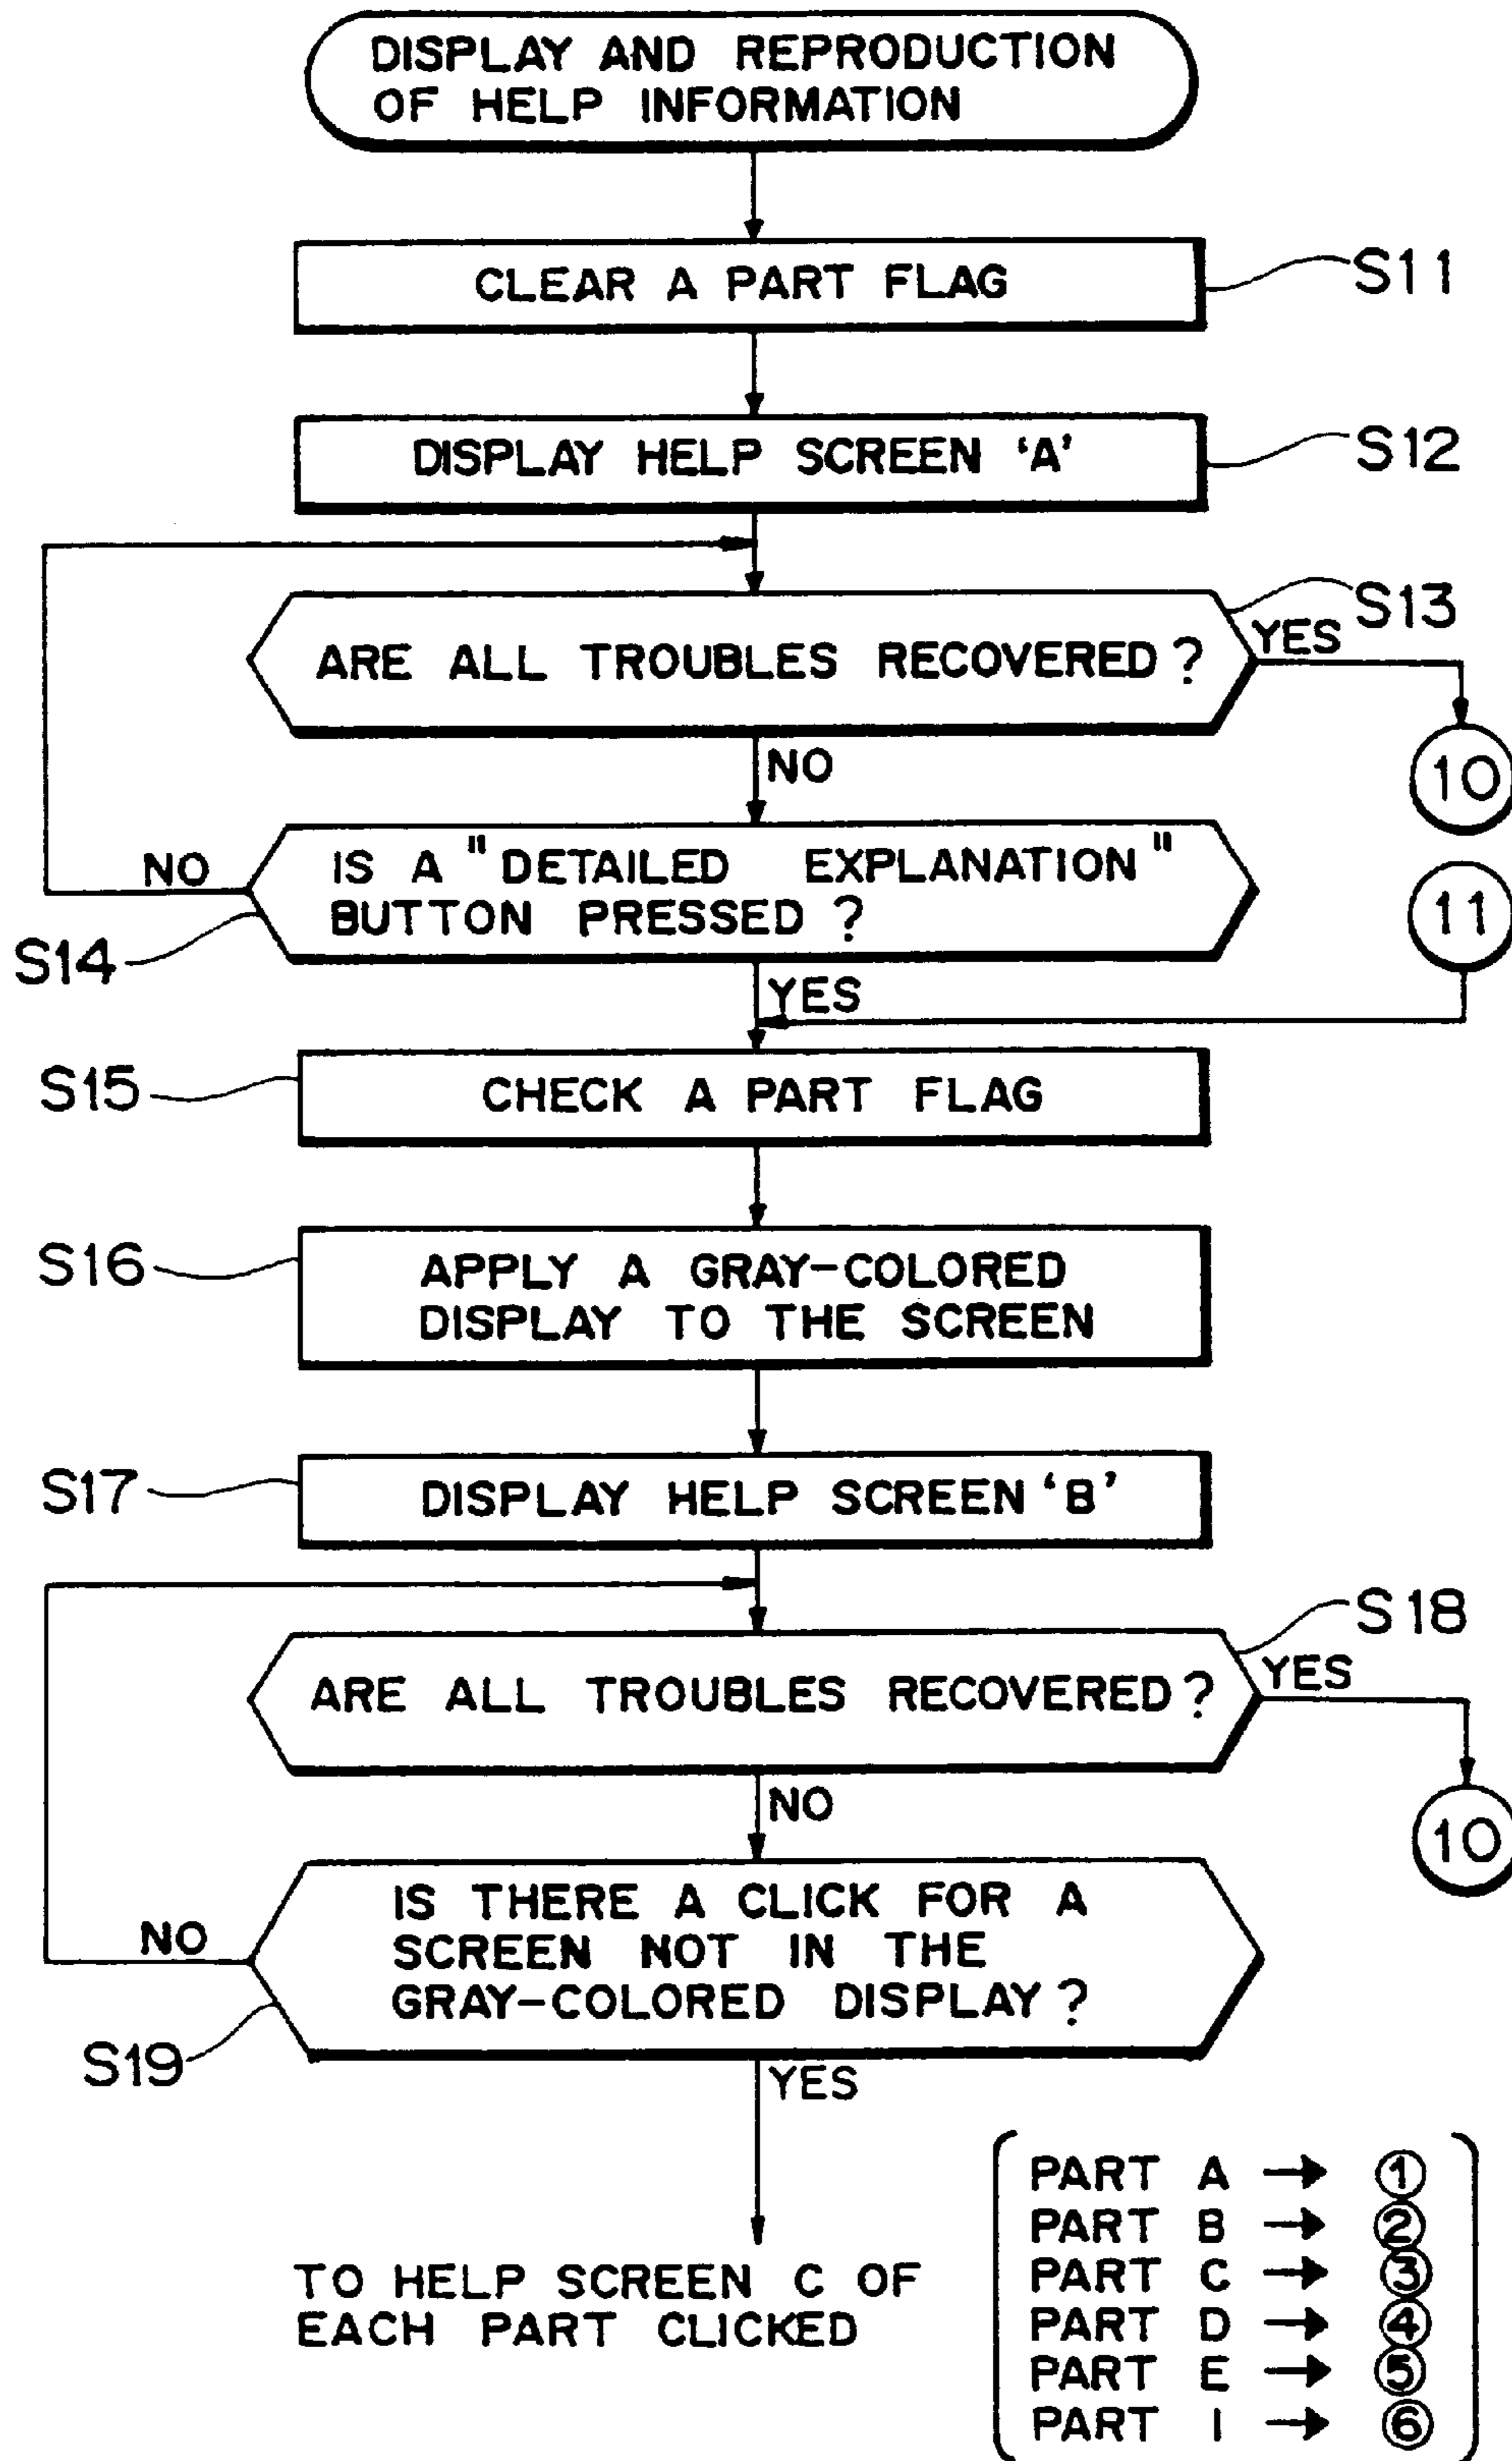 DISPLAY AND REPRODUCTION
OF HELP INFORMATION
CLEAR A PART FLAG
S11
DISPLAY HELP SCREEN 'A'
S12
S13
ARE ALL TROUBLES RECOVERED ?
YES
10
NO
NO
IS A "DETAILED EXPLANATION"
BUTTON PRESSED ?
S14
11
YES
S15
CHECK A PART FLAG
S16
APPLY A GRAY-COLORED
DISPLAY TO THE SCREEN
S17
DISPLAY HELP SCREEN 'B'
S18
ARE ALL TROUBLES RECOVERED ?
YES
10
NO
NO
IS THERE A CLICK FOR A
SCREEN NOT IN THE
GRAY-COLORED DISPLAY ?
S19
YES
TO HELP SCREEN C OF
EACH PART CLICKED
PART A → ①
PART B → ②
PART C → ③
PART D → ④
PART E → ⑤
PART I → ⑥